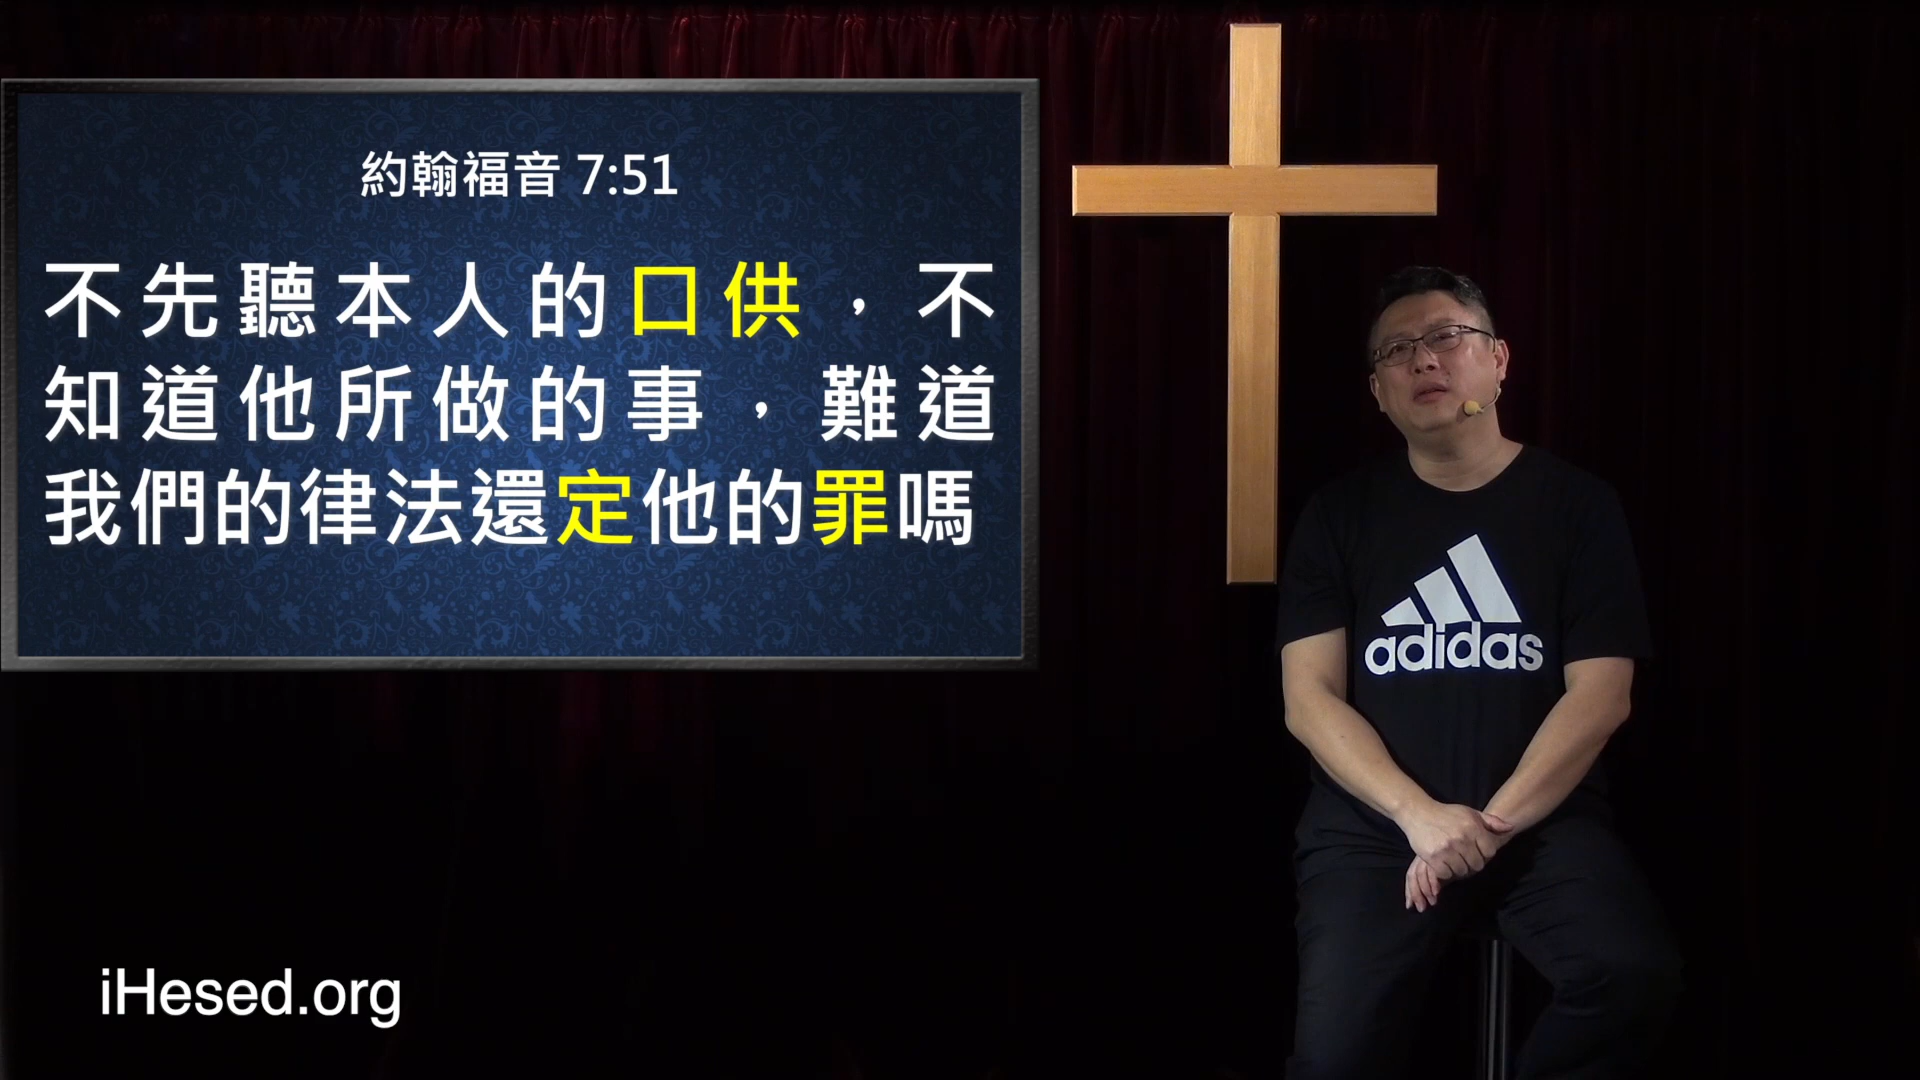 約翰福音 7:51
不先聽本人的口供，不
知道他所做的事，難道
我們的律法還定他的罪嗎
adidas
iHesed.org